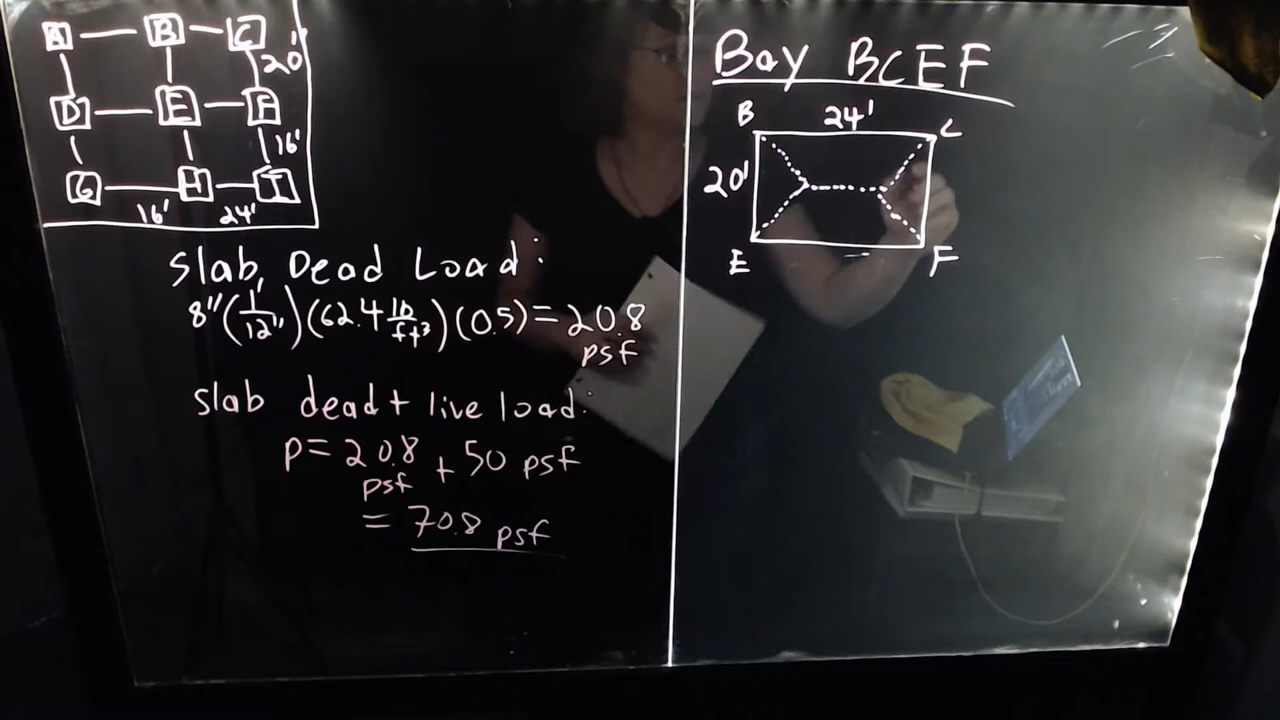 A B C
20'
D E F
16'
G H I
16' 24'
Slab Dead Load:
8"(1'/12")(62.4 lb/ft³)(0.5) = 20.8 psf
slab dead + live load:
p = 20.8 psf + 50 psf
= 70.8 psf
Bay BCEF
B 24' C
20'
E F